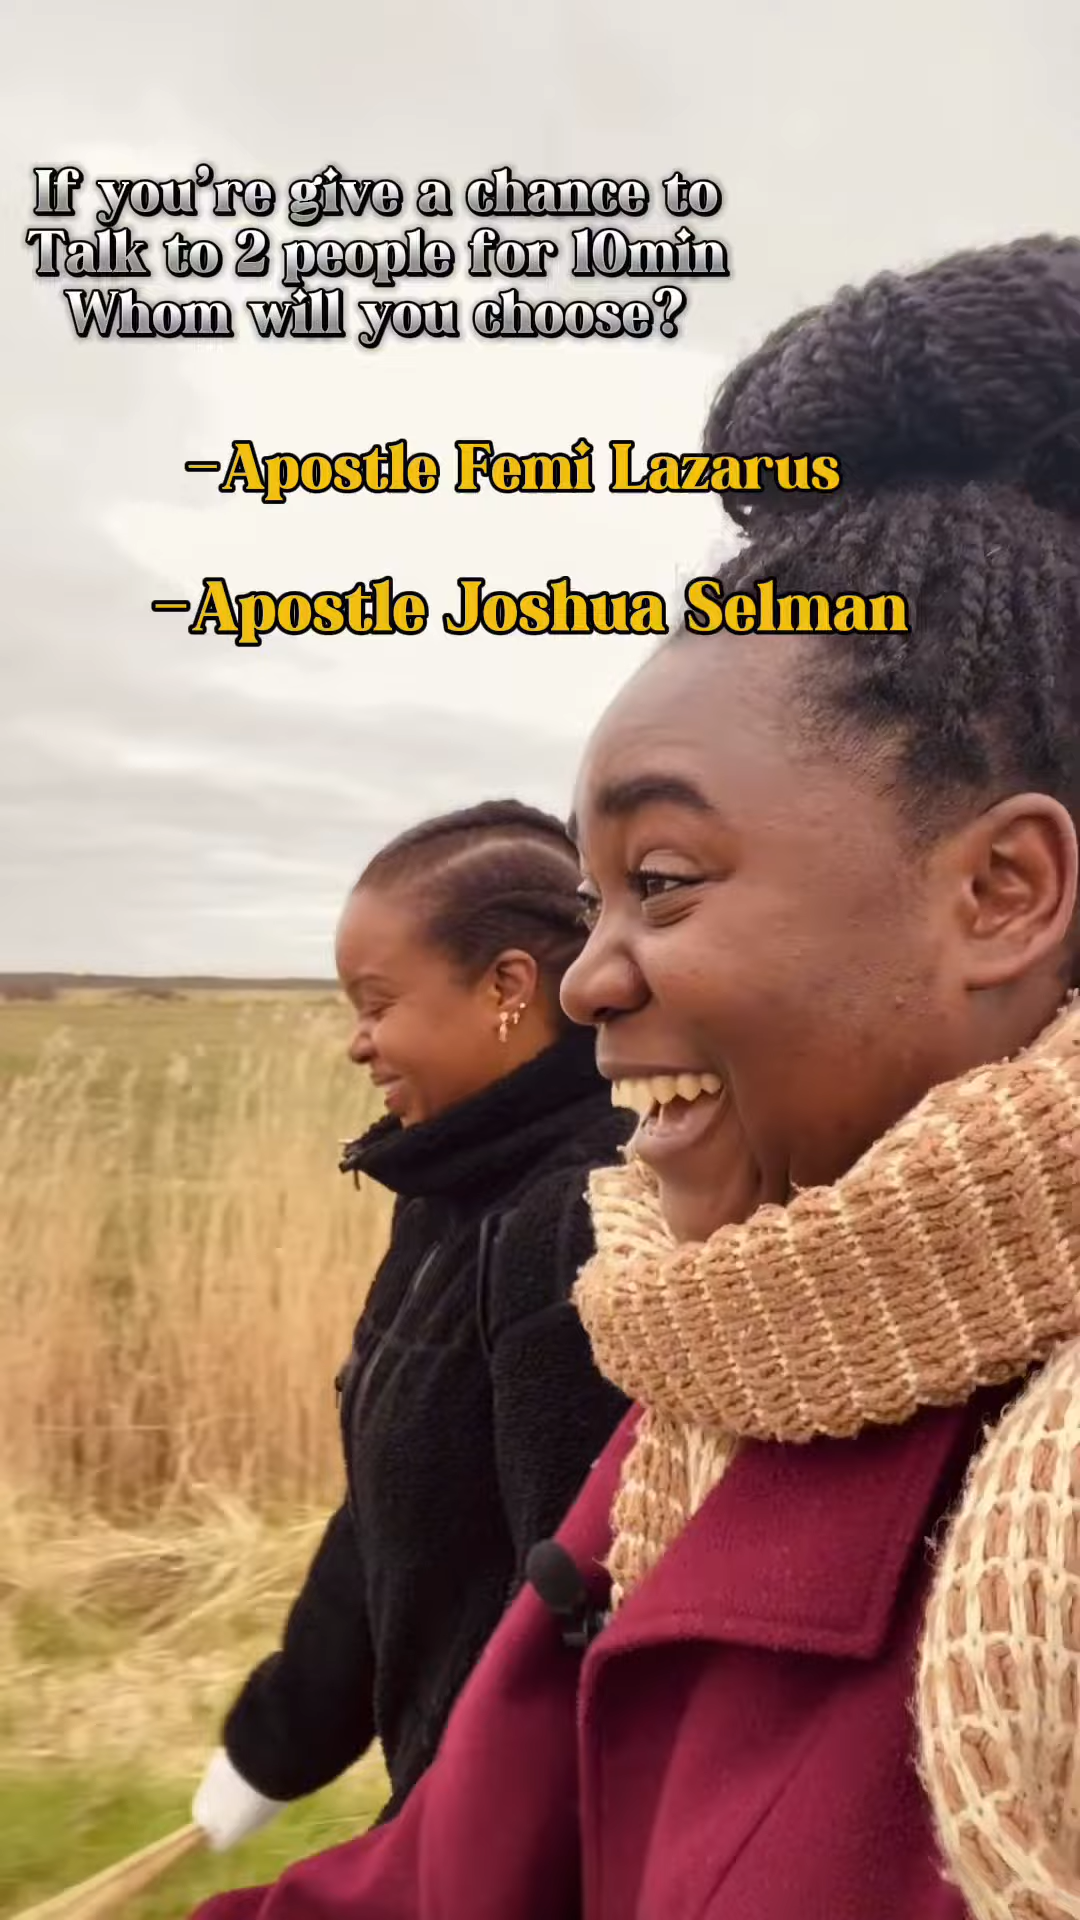 If you're give a chance to
Talk to 2 people for 10min
Whom will you choose?
-Apostle Femi Lazarus
-Apostle Joshua Selman